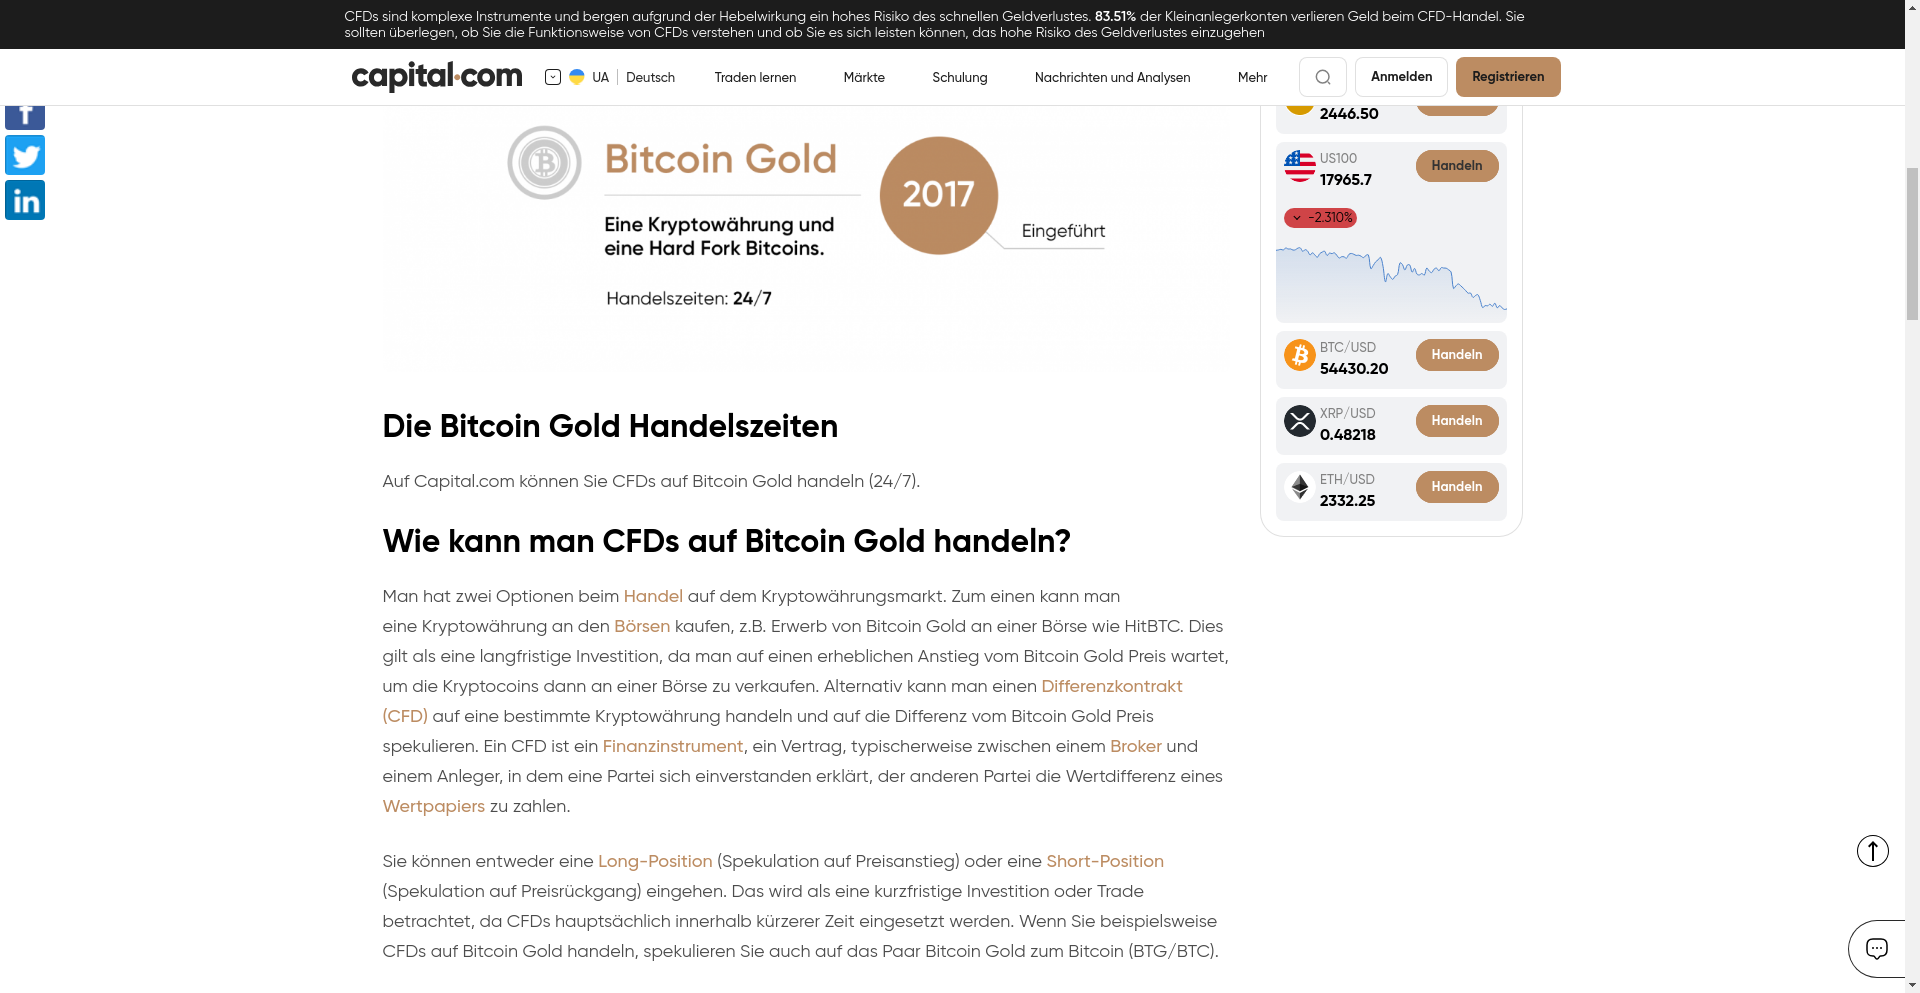 CFDs sind komplexe Instrumente und bergen aufgrund der Hebelwirkung ein hohes Risiko des schnellen Geldverlustes. 83.51% der Kleinanlegerkonten verlieren Geld beim CFD-Handel. Sie
sollten überlegen, ob Sie die Funktionsweise von CFDs verstehen und ob Sie es sich leisten können, das hohe Risiko des Geldverlustes einzugehen
capital.com
UA
Deutsch
Traden lernen
Märkte
Schulung
Nachrichten und Analysen
Mehr
Anmelden
Registrieren
Bitcoin Gold
Eine Kryptowährung und
eine Hard Fork Bitcoins.
Handelszeiten: 24/7
2017
Eingeführt
Die Bitcoin Gold Handelszeiten
Auf Capital.com können Sie CFDs auf Bitcoin Gold handeln (24/7).
Wie kann man CFDs auf Bitcoin Gold handeln?
Man hat zwei Optionen beim Handel auf dem Kryptowährungsmarkt. Zum einen kann man
eine Kryptowährung an den Börsen kaufen, z.B. Erwerb von Bitcoin Gold an einer Börse wie HitBTC. Dies
gilt als eine langfristige Investition, da man auf einen erheblichen Anstieg vom Bitcoin Gold Preis wartet,
um die Kryptocoins dann an einer Börse zu verkaufen. Alternativ kann man einen Differenzkontrakt
(CFD) auf eine bestimmte Kryptowährung handeln und auf die Differenz vom Bitcoin Gold Preis
spekulieren. Ein CFD ist ein Finanzinstrument, ein Vertrag, typischerweise zwischen einem Broker und
einem Anleger, in dem eine Partei sich einverstanden erklärt, der anderen Partei die Wertdifferenz eines
Wertpapiers zu zahlen.
Sie können entweder eine Long-Position (Spekulation auf Preisanstieg) oder eine Short-Position
(Spekulation auf Preisrückgang) eingehen. Das wird als eine kurzfristige Investition oder Trade
betrachtet, da CFDs hauptsächlich innerhalb kürzerer Zeit eingesetzt werden. Wenn Sie beispielsweise
CFDs auf Bitcoin Gold handeln, spekulieren Sie auch auf das Paar Bitcoin Gold zum Bitcoin (BTG/BTC).
2446.50
US100
17965.7
Handeln
-2.310%
BTC/USD
54430.20
Handeln
XRP/USD
0.48218
Handeln
ETH/USD
2332.25
Handeln